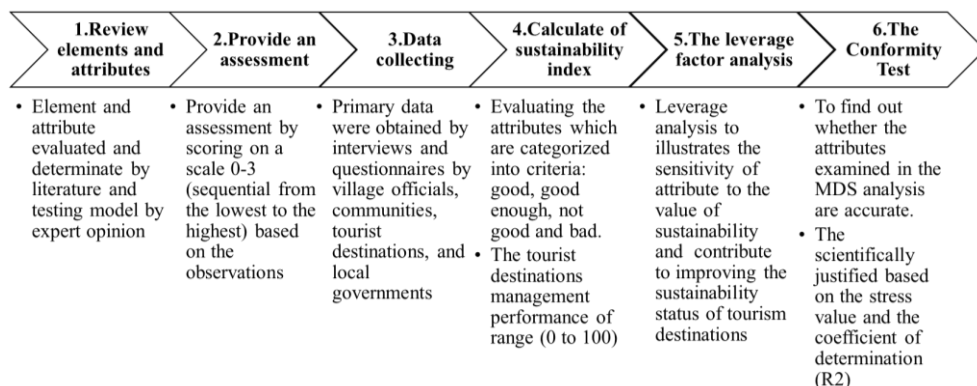 1.Review
elements and
attributes
2.Provide an
assessment
3.Data
collecting
4.Calculate of
sustainability
index
5.The leverage
factor analysis
6.The
Conformity
Test
• Element and
attribute
evaluated and
determinate by
literature and
testing model by
expert opinion
• Provide an
assessment by
scoring on a
scale 0-3
(sequential from
the lowest to the
highest) based
on the
observations
• Primary data
were obtained by
interviews and
questionnaires by
village officials,
communities,
tourist
destinations, and
local
governments
• Evaluating the
attributes which
are categorized
into criteria:
good, good
enough, not
good and bad.
• The tourist
destinations
management
performance of
range (0 to 100)
• Leverage
analysis to
illustrates the
sensitivity of
attribute to the
value of
sustainability
and contribute
to improving the
sustainability
status of tourism
destinations
• To find out
whether the
attributes
examined in the
MDS analysis
are accurate.
• The
scientifically
justified based
on the stress
value and the
coefficient of
determination
(R2)